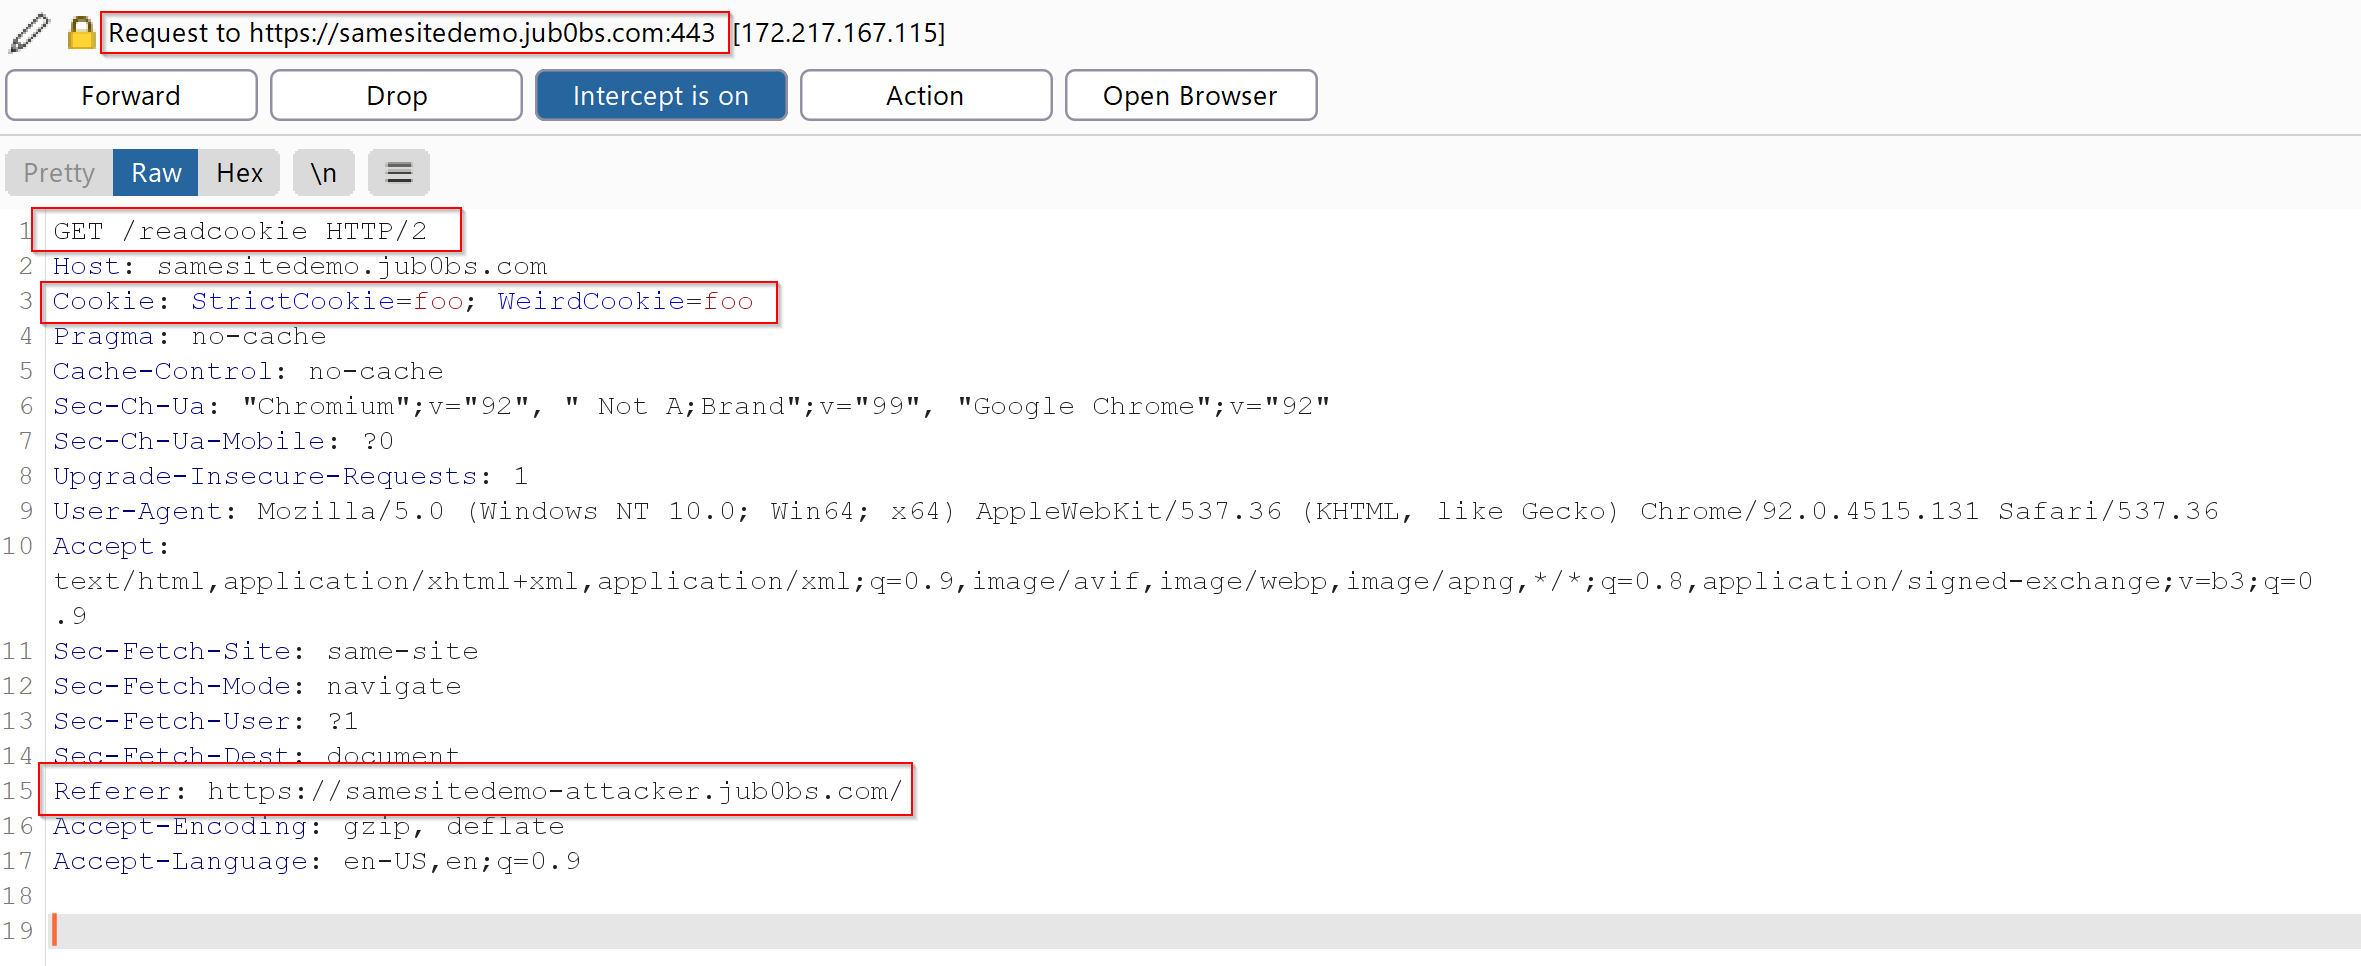 Request to https://samesitedemo.jub0bs.com:443 [172.217.167.115]
Forward Drop Intercept is on Action Open Browser
Pretty Raw Hex \n
1 GET /readcookie HTTP/2
2 Host: samesitedemo.jub0bs.com
3 Cookie: StrictCookie=foo; WeirdCookie=foo
4 Pragma: no-cache
5 Cache-Control: no-cache
6 Sec-Ch-Ua: "Chromium";v="92", " Not A;Brand";v="99", "Google Chrome";v="92"
7 Sec-Ch-Ua-Mobile: ?0
8 Upgrade-Insecure-Requests: 1
9 User-Agent: Mozilla/5.0 (Windows NT 10.0; Win64; x64) AppleWebKit/537.36 (KHTML, like Gecko) Chrome/92.0.4515.131 Safari/537.36
10 Accept:
text/html,application/xhtml+xml,application/xml;q=0.9,image/avif,image/webp,image/apng,*/*;q=0.8,application/signed-exchange;v=b3;q=0
.9
11 Sec-Fetch-Site: same-site
12 Sec-Fetch-Mode: navigate
13 Sec-Fetch-User: ?1
14 Sec-Fetch-Dest: document
15 Referer: https://samesitedemo-attacker.jub0bs.com/
16 Accept-Encoding: gzip, deflate
17 Accept-Language: en-US,en;q=0.9
18
19